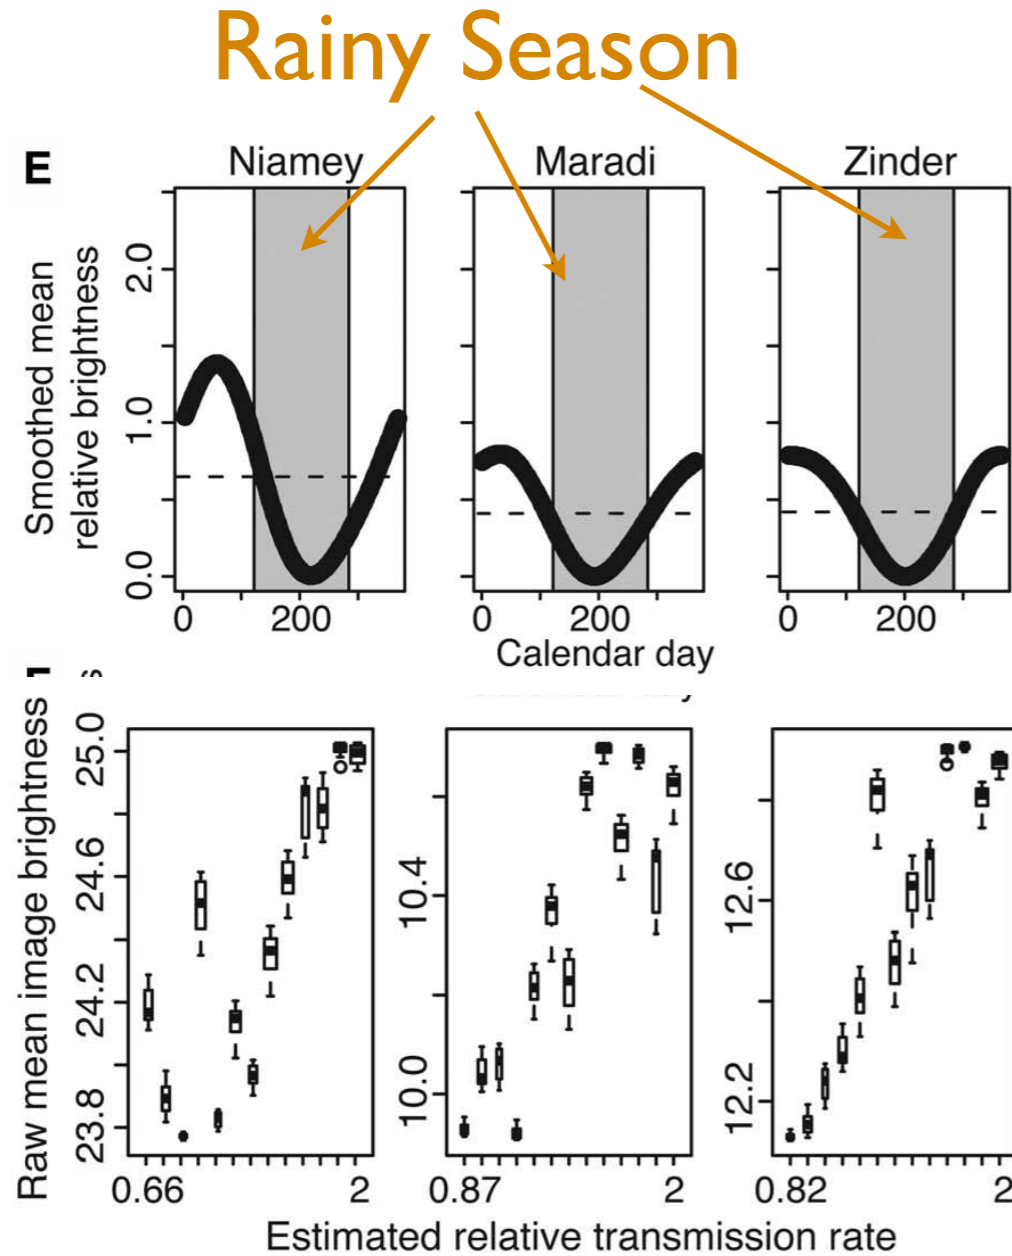 Rainy Season
E
Niamey
Maradi
Zinder
Smoothed mean
relative brightness
0.0
1.0
2.0
0
200
0
200
0
200
Calendar day
Raw mean image brightness
23.8
24.2
24.6
25.0
10.0
10.4
12.2
12.6
0.66
2
0.87
2
0.82
2
Estimated relative transmission rate